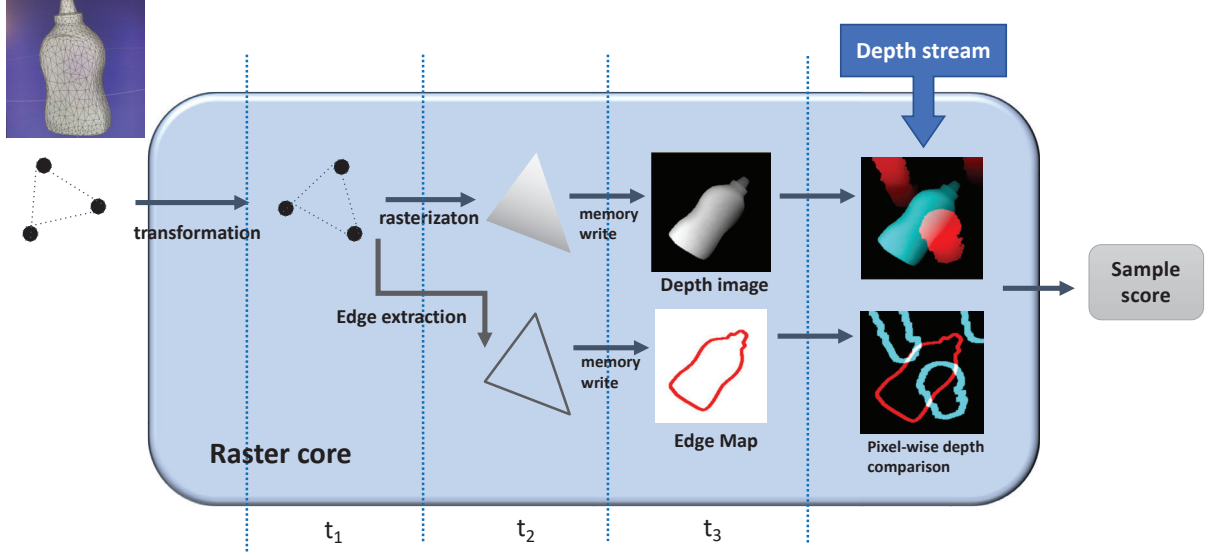 Depth stream
transformation
rasterizaton
memory
write
Depth image
Edge extraction
memory
write
Edge Map
Pixel-wise depth
comparison
Sample
score
Raster core
t₁
t₂
t₃